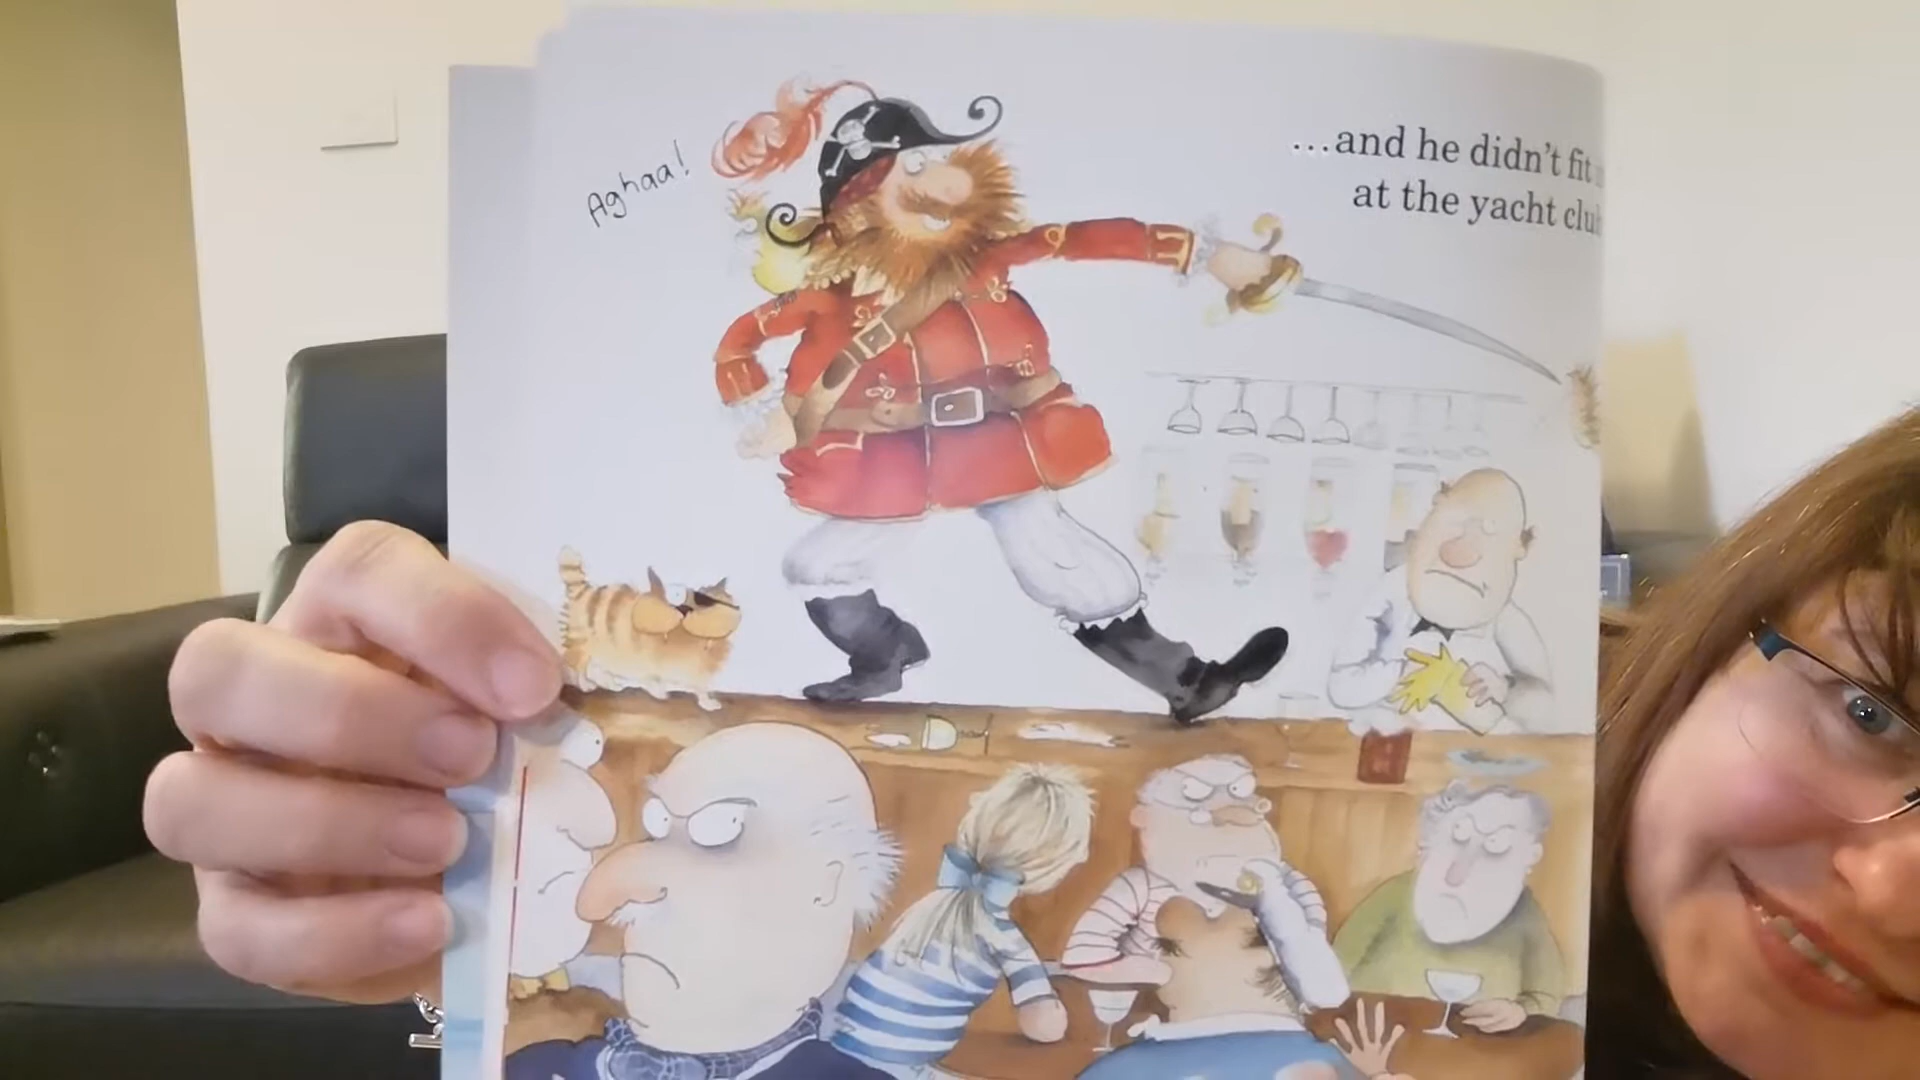 Aghaa!
...and he didn't fit
at the yacht